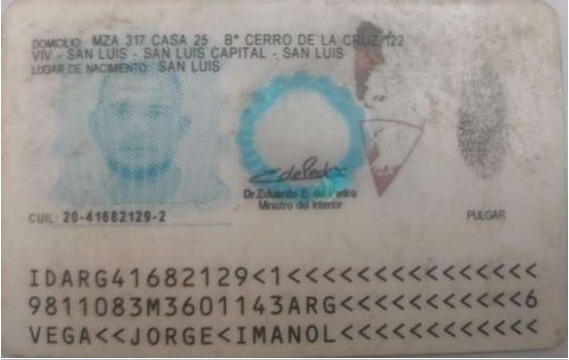 DOMICILIO: MZA 317 CASA 25 B° CERRO DE LA CRUZ 122
VIV - SAN LUIS - SAN LUIS CAPITAL - SAN LUIS
LUGAR DE NACIMIENTO: SAN LUIS
Dr. Eduardo E. de Pedro
Ministro del Interior
CUIL: 20-41682129-2
PULGAR
IDARG41682129<1<<<<<<<<<<<<<<<
9811083M3601143ARG<<<<<<<<<<<6
VEGA<<JORGE<IMANOL<<<<<<<<<<<<